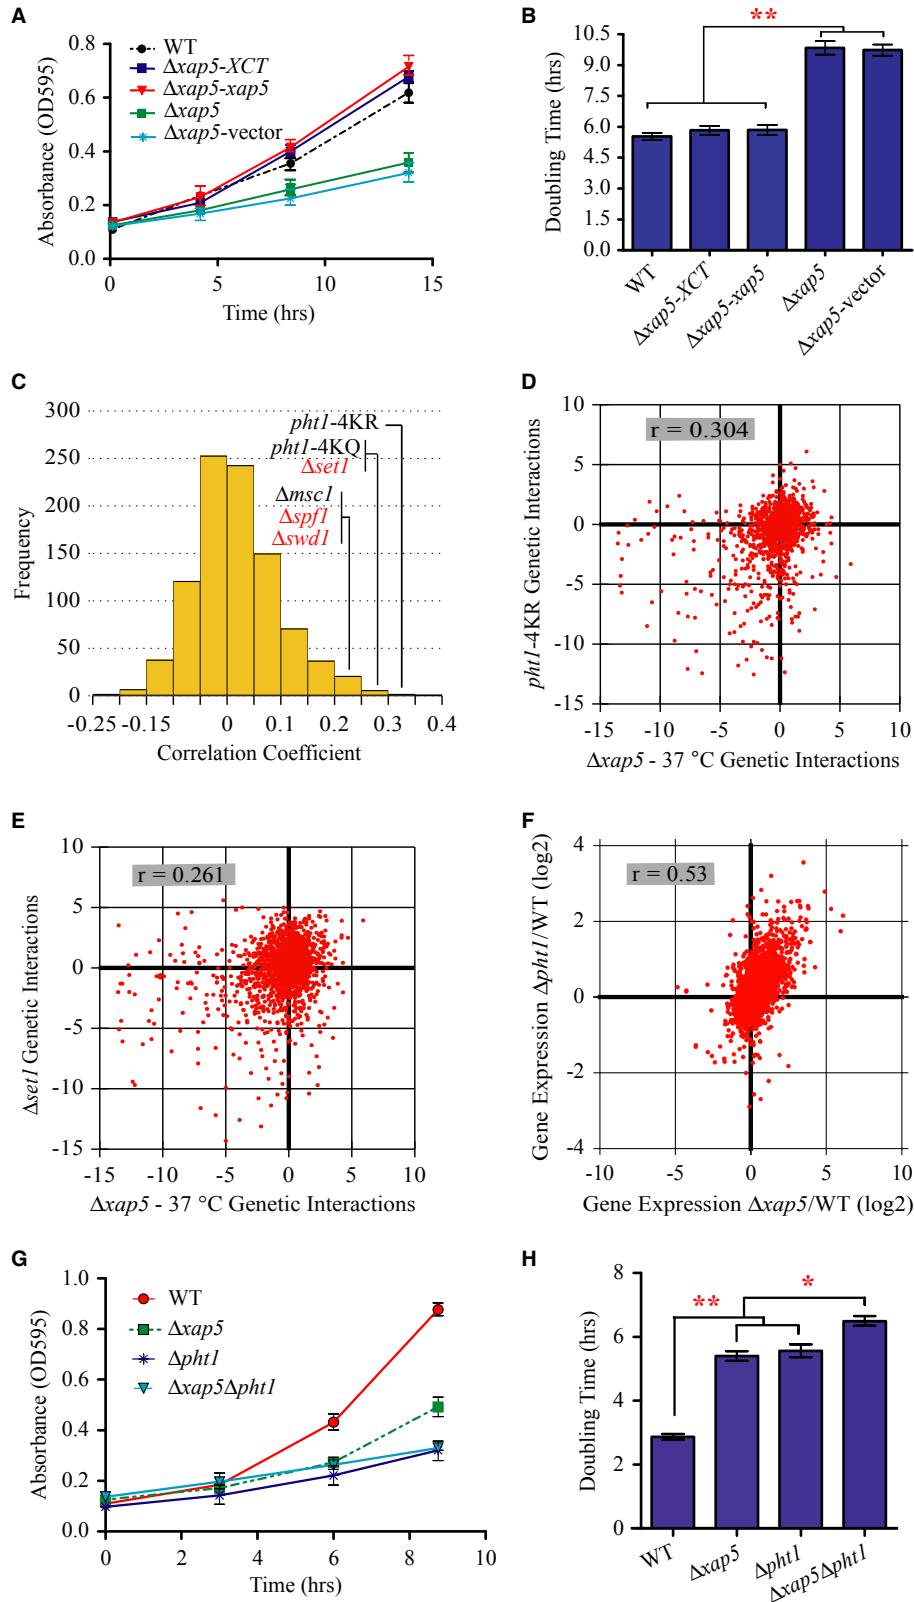 A
WT
Δxap5-XCT
Δxap5-xap5
Δxap5
Δxap5-vector
0.8
0.6
0.4
0.2
0.0
0
5
10
15
Absorbance (OD595)
Time (hrs)
B
**
10.5
9.0
7.5
6.0
4.5
3.0
1.5
0.0
Doubling Time (hrs)
WT
Δxap5-XCT
Δxap5-xap5
Δxap5
Δxap5-vector
C
300
250
200
150
100
50
0
pht1-4KR
pht1-4KQ
Δset1
Δmsc1
Δspf1
Δswd1
Frequency
-0.25 -0.15 0 0.1 0.2 0.3 0.4
Correlation Coefficient
D
r = 0.304
10
5
0
-5
-10
-15
-15 -10 -5 0 5 10
pht1-4KR Genetic Interactions
Δxap5 - 37 °C Genetic Interactions
E
r = 0.261
10
5
0
-5
-10
-15
-15 -10 -5 0 5 10
Δset1 Genetic Interactions
Δxap5 - 37 °C Genetic Interactions
F
r = 0.53
4
2
0
-2
-4
-10 -5 0 5 10
Gene Expression Δpht1/WT (log2)
Gene Expression Δxap5/WT (log2)
G
WT
Δxap5
Δpht1
Δxap5Δpht1
1.0
0.8
0.6
0.4
0.2
0.0
0 2 4 6 8 10
Absorbance (OD595)
Time (hrs)
H
**
*
8
6
4
2
0
Doubling Time (hrs)
WT
Δxap5
Δpht1
Δxap5Δpht1